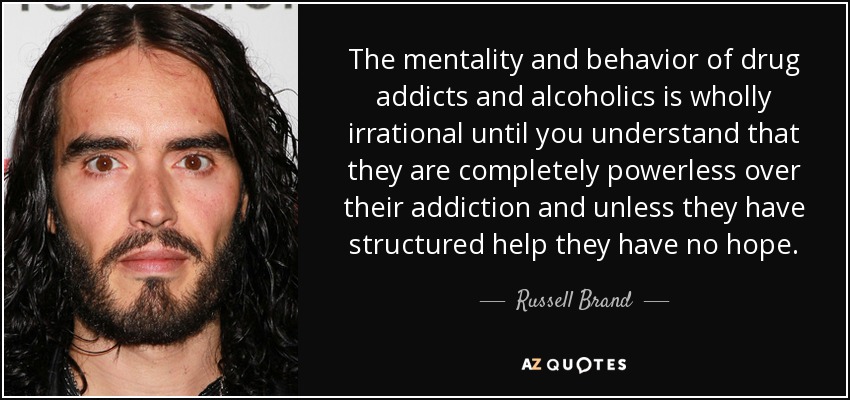 The mentality and behavior of drug
addicts and alcoholics is wholly
irrational until you understand that
they are completely powerless over
their addiction and unless they have
structured help they have no hope.
Russell Brand
AZ QUOTES